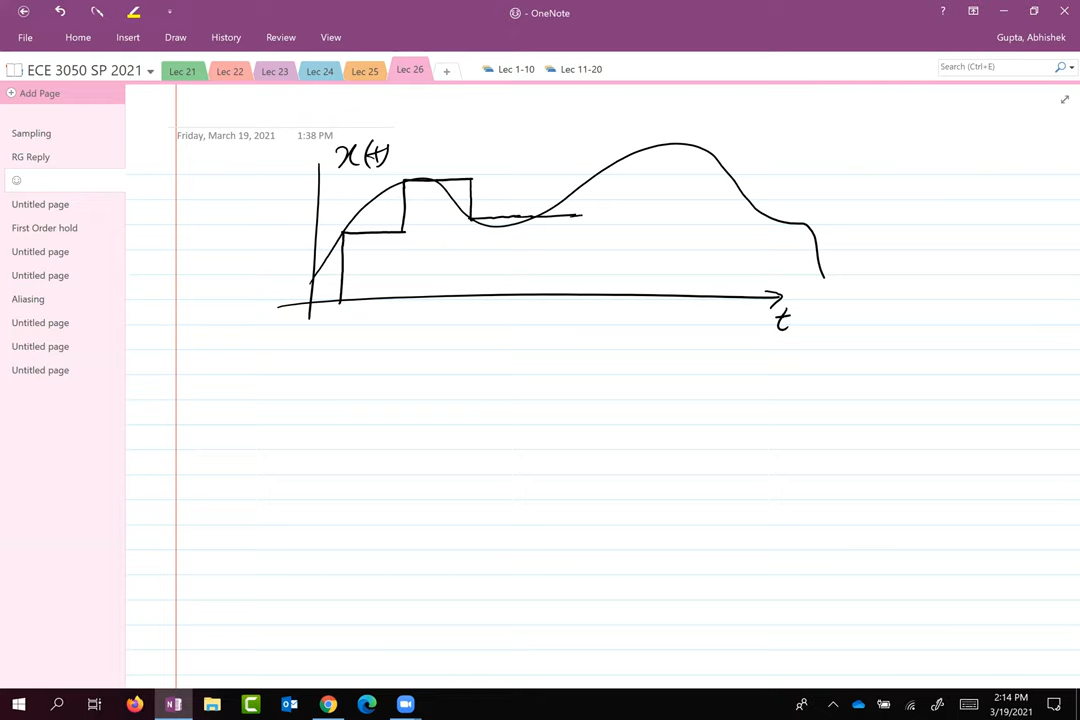 - OneNote
?
File Home Insert Draw History Review View
Gupta, Abhishek
ECE 3050 SP 2021
Lec 21 Lec 22 Lec 23 Lec 24 Lec 25 Lec 26 + Lec 1-10 Lec 11-20
Search (Ctrl+E)
Add Page
Sampling
RG Reply
Untitled page
First Order hold
Untitled page
Untitled page
Aliasing
Untitled page
Untitled page
Untitled page
Friday, March 19, 2021 1:38 PM
x(t)
t
2:14 PM
3/19/2021